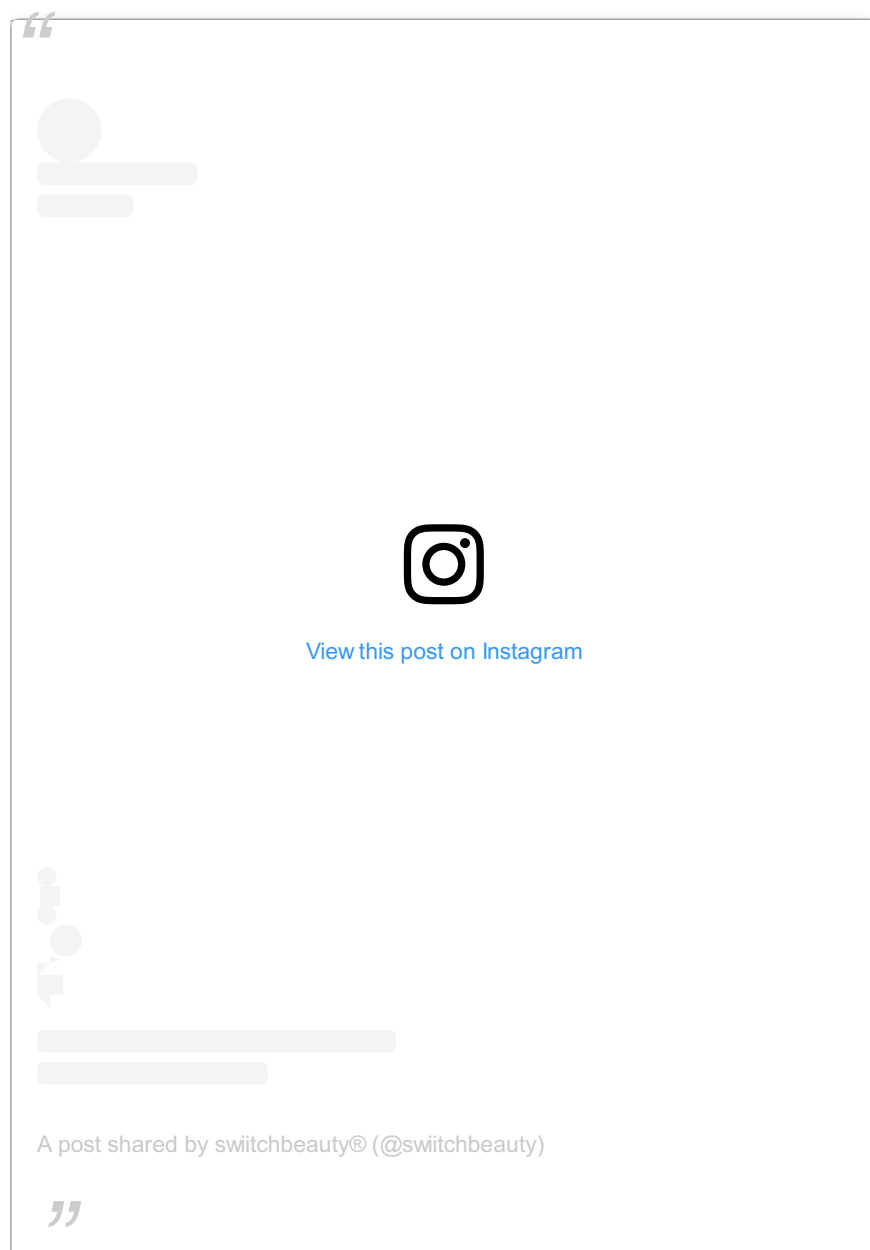 “
View this post on Instagram
A post shared by swiitchbeauty® (@swiitchbeauty)
”